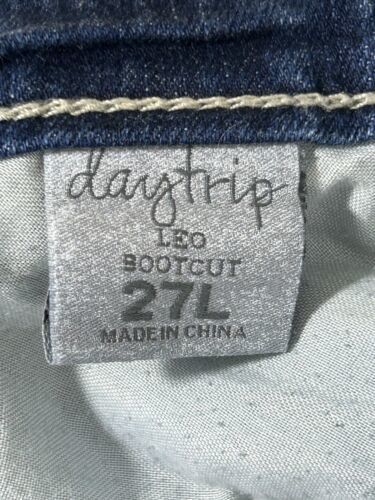 daytrip
LEO
BOOTCUT
27L
MADE IN CHINA